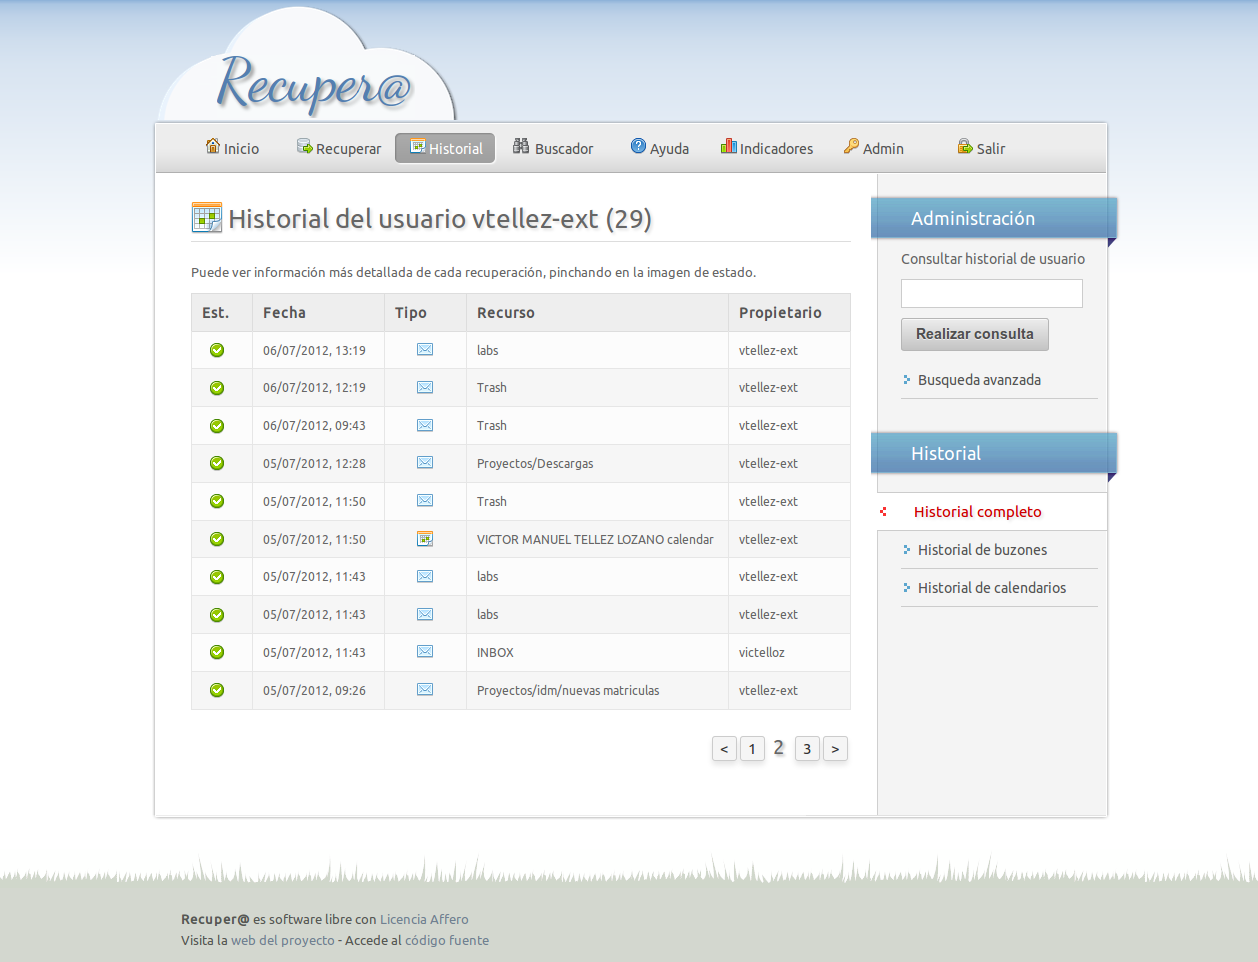 Recuper@
Inicio Recuperar Historial Buscador Ayuda Indicadores Admin Salir
Historial del usuario vtellez-ext (29)
Puede ver información más detallada de cada recuperación, pinchando en la imagen de estado.
Est. Fecha Tipo Recurso Propietario
06/07/2012, 13:19 labs vtellez-ext
06/07/2012, 12:19 Trash vtellez-ext
06/07/2012, 09:43 Trash vtellez-ext
05/07/2012, 12:28 Proyectos/Descargas vtellez-ext
05/07/2012, 11:50 Trash vtellez-ext
05/07/2012, 11:50 VICTOR MANUEL TELLEZ LOZANO calendar vtellez-ext
05/07/2012, 11:43 labs vtellez-ext
05/07/2012, 11:43 labs vtellez-ext
05/07/2012, 11:43 INBOX victelloz
05/07/2012, 09:26 Proyectos/idm/nuevas matriculas vtellez-ext
< 1 2 3 >
Administración
Consultar historial de usuario
Realizar consulta
Busqueda avanzada
Historial
Historial completo
Historial de buzones
Historial de calendarios
Recuper@ es software libre con Licencia Affero
Visita la web del proyecto - Accede al código fuente